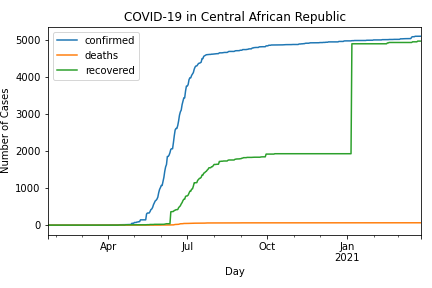 COVID-19 in Central African Republic
confirmed
deaths
recovered
Number of Cases
5000
4000
3000
2000
1000
0
Apr
Jul
Oct
Jan
2021
Day